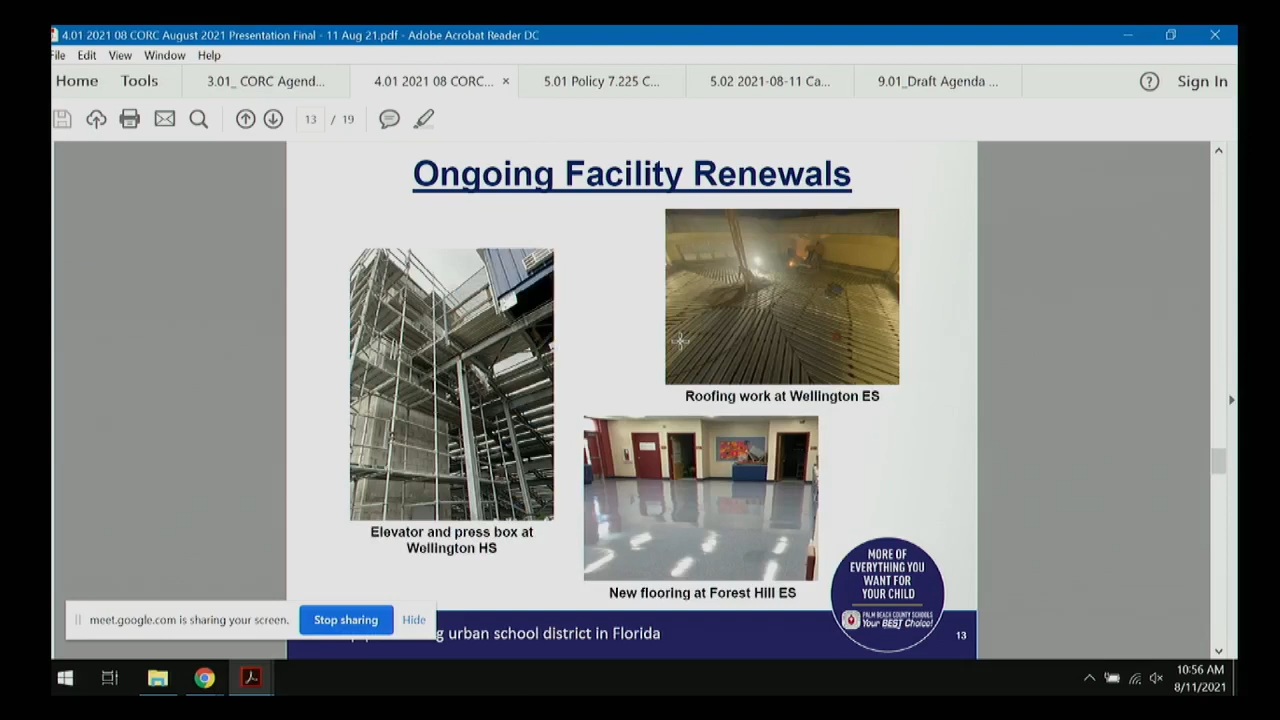 4.01 2021 08 CORC August 2021 Presentation Final - 11 Aug 21.pdf - Adobe Acrobat Reader DC
File Edit View Window Help
Home Tools 3.01_ CORC Agend... 4.01 2021 08 CORC... × 5.01 Policy 7.225 C... 5.02 2021-08-11 Ca... 9.01_Draft Agenda ... Sign In
13 / 19
Ongoing Facility Renewals
Roofing work at Wellington ES
Elevator and press box at
Wellington HS
New flooring at Forest Hill ES
MORE OF
EVERYTHING YOU
WANT FOR
YOUR CHILD
PALM BEACH COUNTY SCHOOLS
Your BEST Choice!
meet.google.com is sharing your screen. Stop sharing Hide
urban school district in Florida
13
10:56 AM
8/11/2021